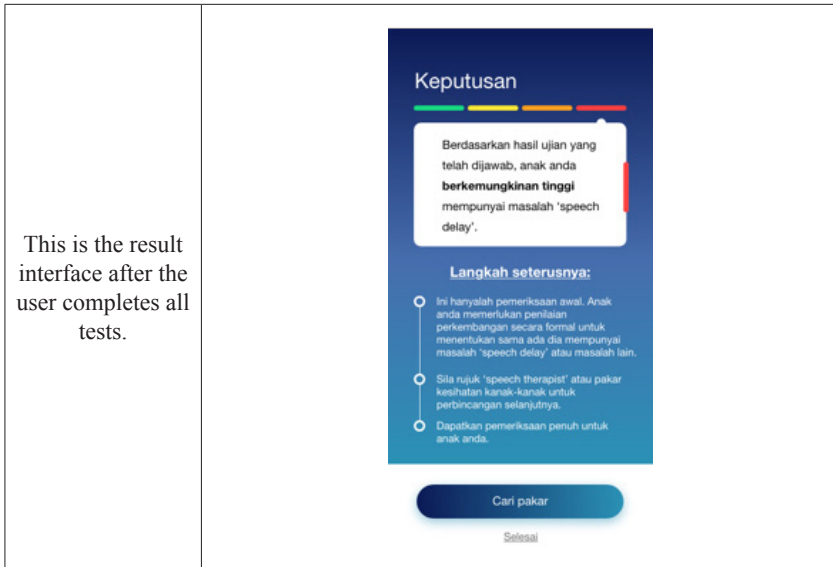 This is the result
interface after the
user completes all
tests.
Keputusan
Berdasarkan hasil ujian yang
telah dijawab, anak anda
berkemungkinan tinggi
mempunyai masalah ‘speech
delay’.
Langkah seterusnya:
Ini hanyalah pemeriksaan awal. Anak
anda memerlukan penilaian
perkembangan secara formal untuk
menentukan sama ada dia mempunyai
masalah ‘speech delay’ atau masalah lain.
Sila rujuk ‘speech therapist’ atau pakar
kesihatan kanak-kanak untuk
perbincangan selanjutnya.
Dapatkan pemeriksaan penuh untuk
anak anda.
Cari pakar
Selesai